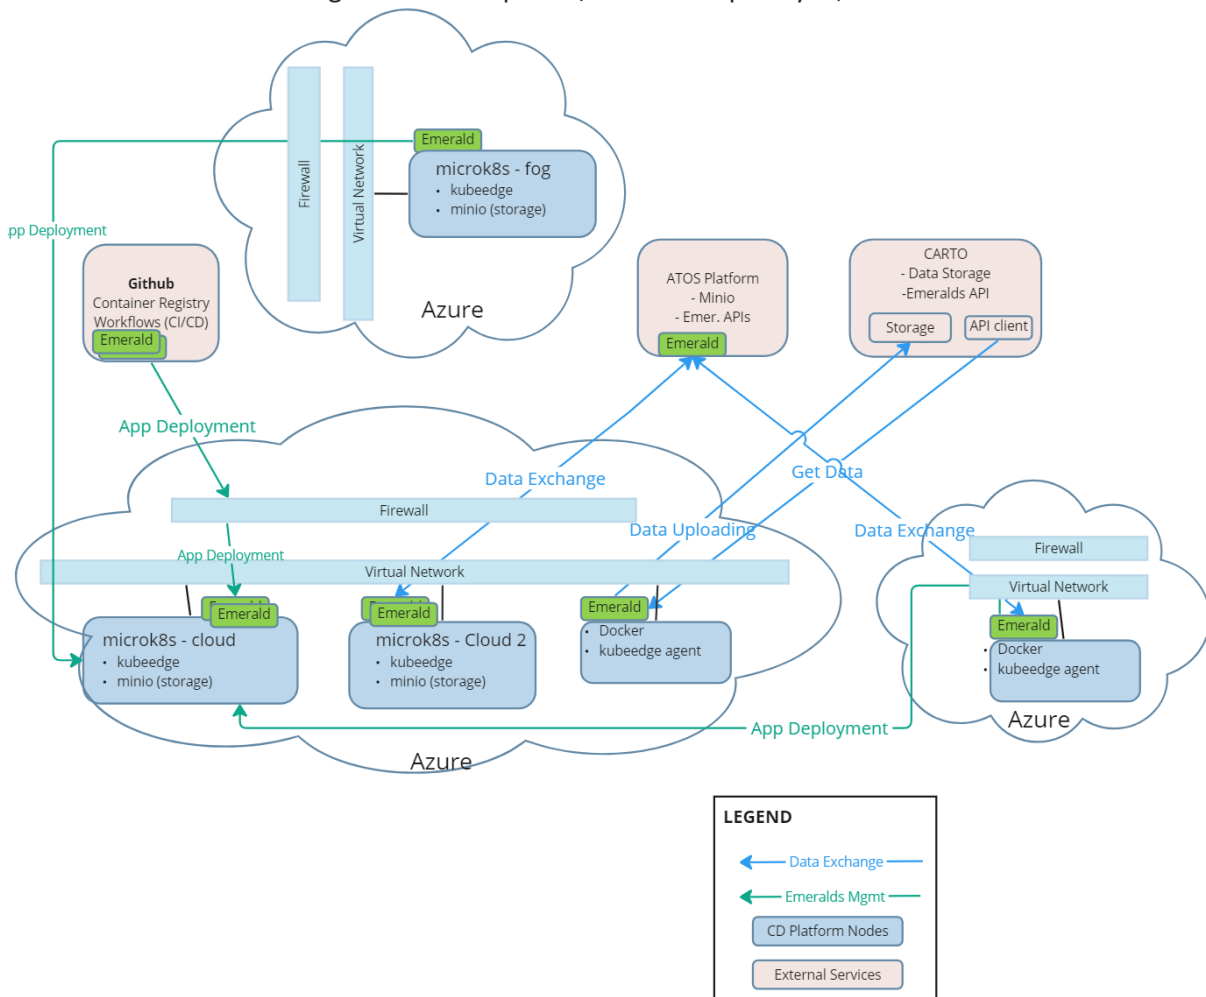 Emerald
microk8s - fog
• kubeedge
• minio (storage)
Firewall
Virtual Network
Azure
pp Deployment
Github
Container Registry
Workflows (CI/CD)
Emerald
ATOS Platform
- Minio
- Emer. APIs
Emerald
CARTO
- Data Storage
-Emeralds API
Storage
API client
App Deployment
Data Exchange
Get Data
Firewall
Data Uploading
Data Exchange
App Deployment
Virtual Network
Firewall
Virtual Network
Emerald
microk8s - cloud
• kubeedge
• minio (storage)
Emerald
microk8s - Cloud 2
• kubeedge
• minio (storage)
Emerald
• Docker
• kubeedge agent
Emerald
• Docker
• kubeedge agent
Azure
App Deployment
Azure
LEGEND
Data Exchange
Emeralds Mgmt
CD Platform Nodes
External Services